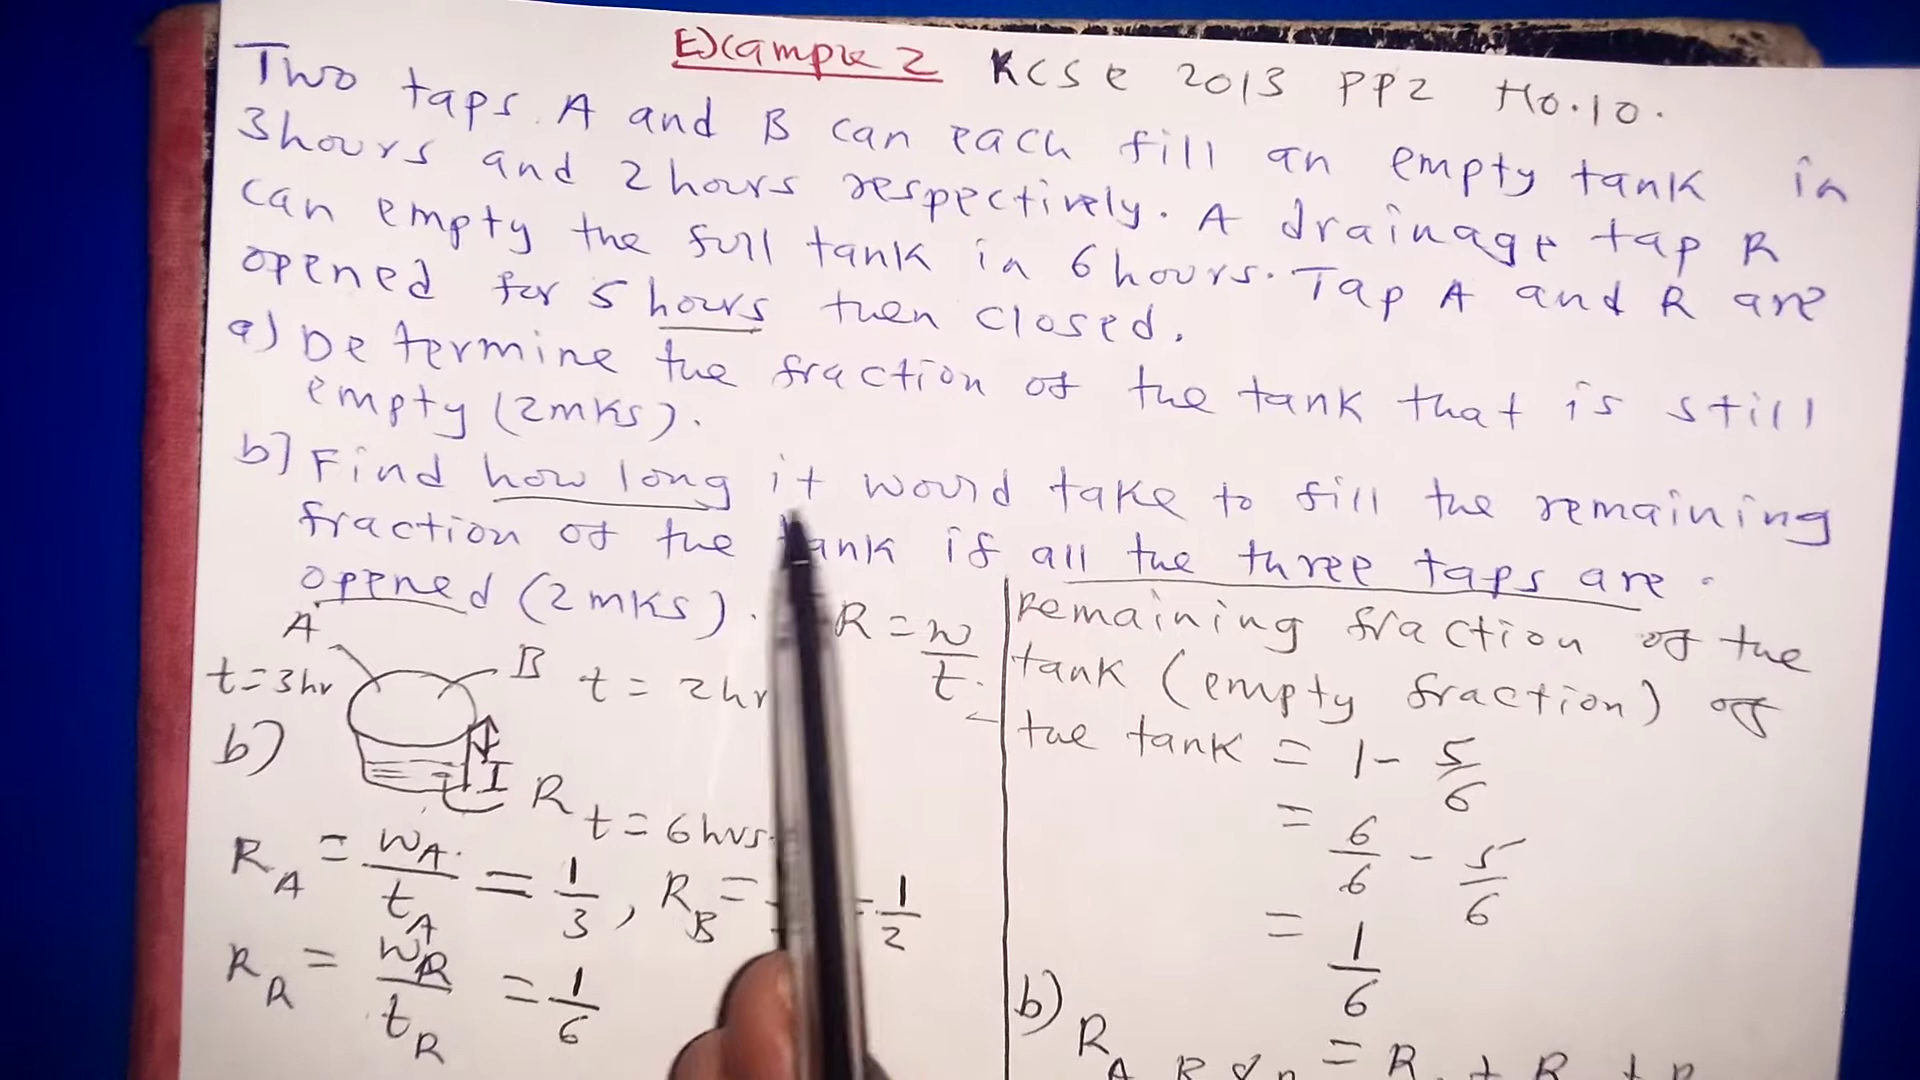 Example 2 KCSE 2013 PP2 No.10.
Two taps A and B can each fill an empty tank in
3 hours and 2 hours respectively. A drainage tap R
can empty the full tank in 6 hours. Tap A and R are
opened for 5 hours then closed.
a) Determine the fraction of the tank that is still
empty (2mks).
b) Find how long it would take to fill the remaining
fraction of the tank if all the three taps are
opened (2mks).
A
t=3hr
B t = 2hr
R t = 6hrs
b)
R = w/t
R_A = w_A/t_A = 1/3, R_B = 1/2
R_R = w_R/t_R = 1/6
Remaining fraction of the
tank (empty fraction) of
the tank = 1 - 5/6
= 6/6 - 5/6
= 1/6
b)